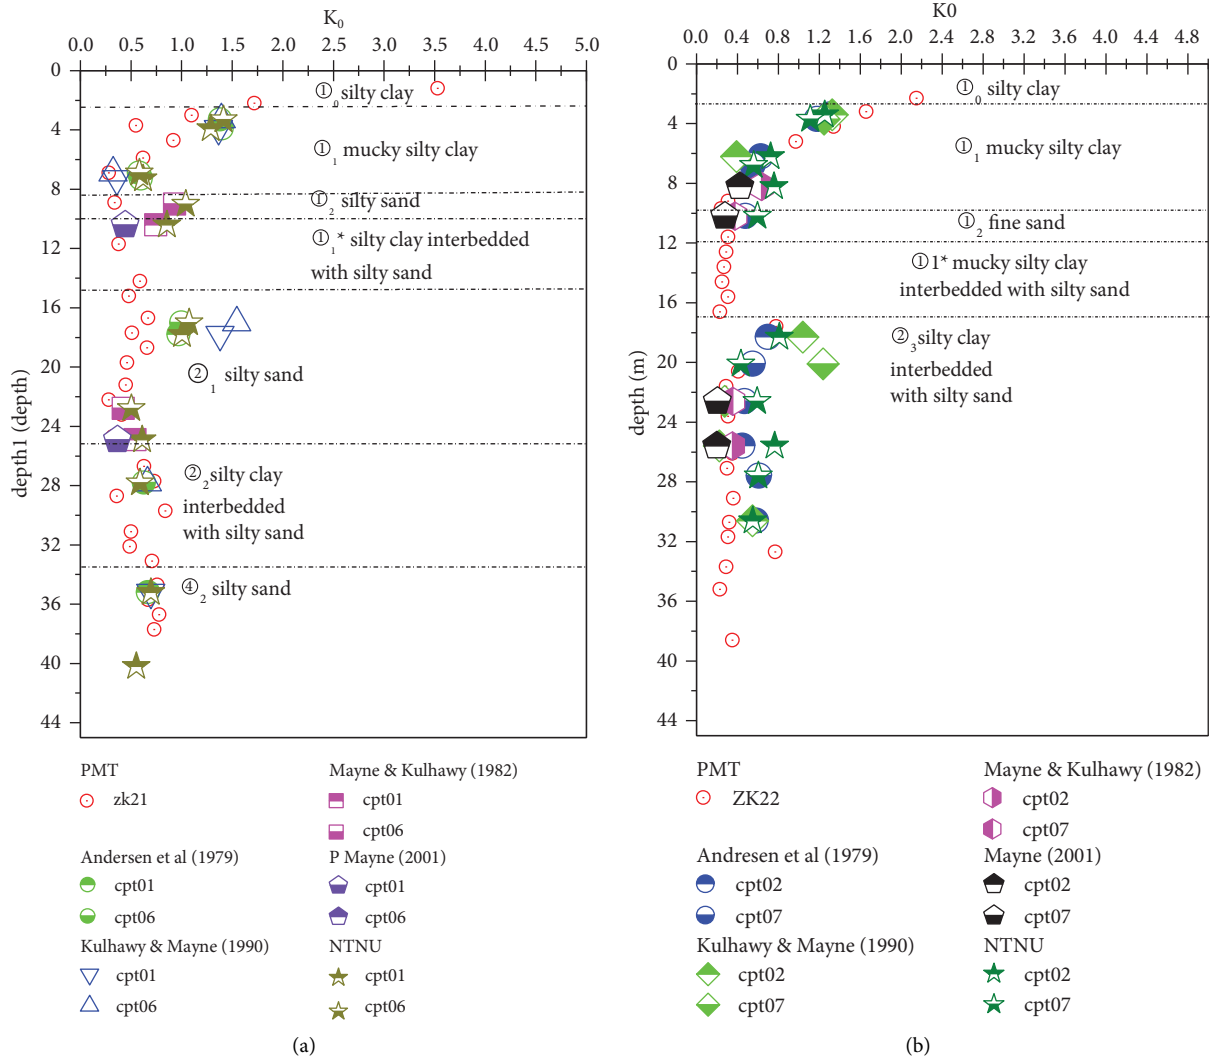 K0
0.0 0.5 1.0 1.5 2.0 2.5 3.0 3.5 4.0 4.5 5.0
0
4
8
12
16
20
24
28
32
36
40
44
depth1 (depth)
①0 silty clay
①1 mucky silty clay
①2 silty sand
①1* silty clay interbedded
with silty sand
②1 silty sand
②2 silty clay
interbedded
with silty sand
④2 silty sand
PMT
zk21
Andersen et al (1979)
cpt01
cpt06
Kulhawy & Mayne (1990)
cpt01
cpt06
Mayne & Kulhawy (1982)
cpt01
cpt06
P Mayne (2001)
cpt01
cpt06
NTNU
cpt01
cpt06
(a)
K0
0.0 0.4 0.8 1.2 1.6 2.0 2.4 2.8 3.2 3.6 4.0 4.4 4.8
0
4
8
12
16
20
24
28
32
36
40
44
depth (m)
①0 silty clay
①1 mucky silty clay
①2 fine sand
①1* mucky silty clay
interbedded with silty sand
②3 silty clay
interbedded
with silty sand
PMT
ZK22
Andresen et al (1979)
cpt02
cpt07
Kulhawy & Mayne (1990)
cpt02
cpt07
Mayne & Kulhawy (1982)
cpt02
cpt07
Mayne (2001)
cpt02
cpt07
NTNU
cpt02
cpt07
(b)